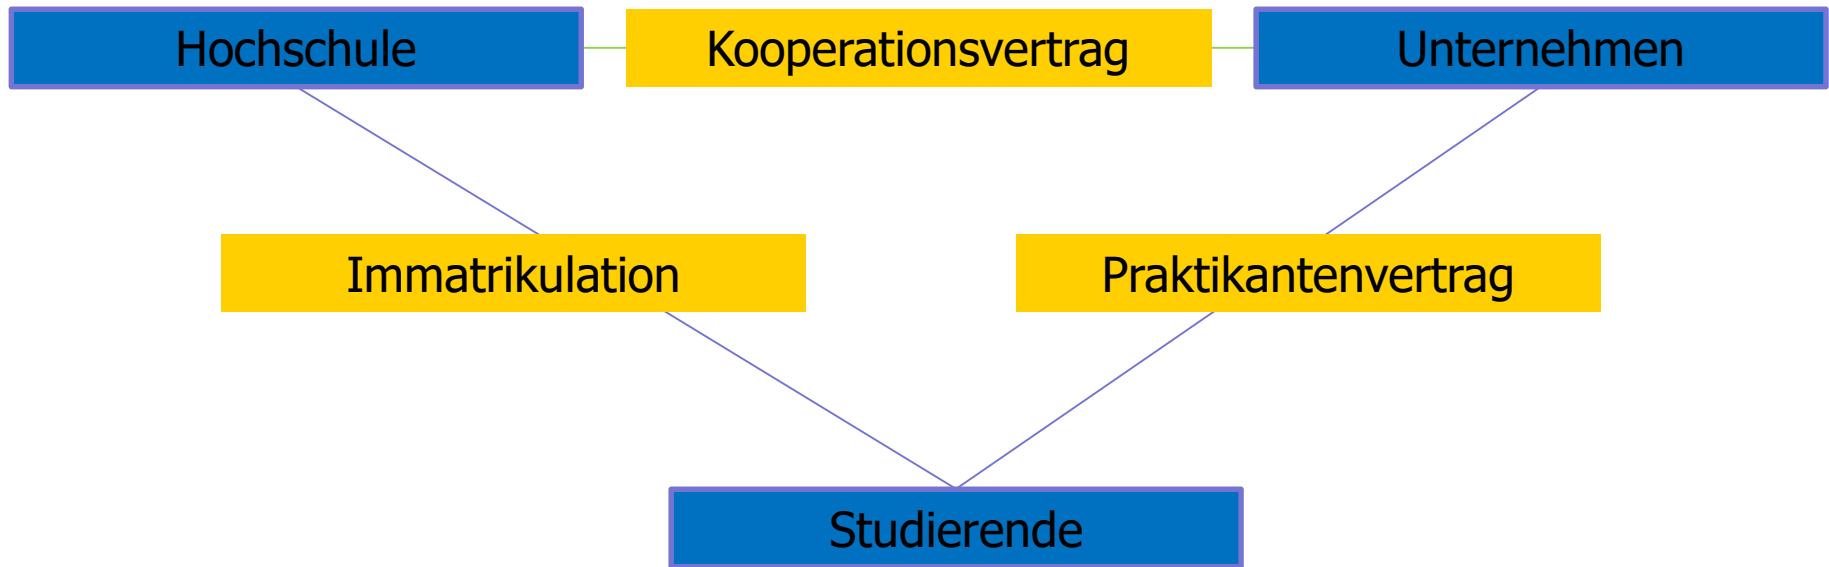 Hochschule
Kooperationsvertrag
Unternehmen
Immatrikulation
Praktikantenvertrag
Studierende